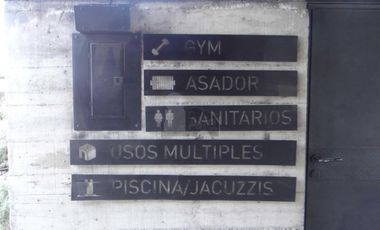 GYM
ASADOR
SANITARIOS
USOS MULTIPLES
PISCINA/JACUZZIS